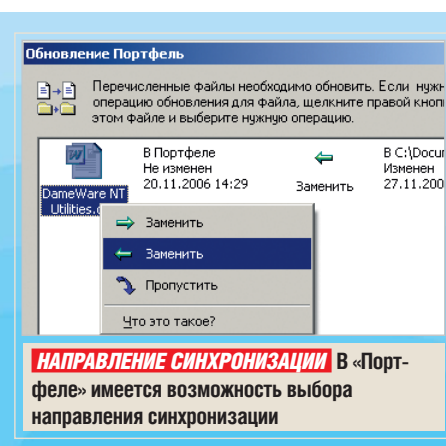 Обновление Портфель
Перечисленные файлы необходимо обновить. Если
операцию обновления для файла, щелкните правой
этом файле и выберите нужную операцию.
В Портфеле
Не изменен
20.11.2006 14:29
Заменить
В C:\Docu
Изменен
27.11.200
DameWare NT
Utilities.
Заменить
Заменить
Пропустить
Что это такое?
НАПРАВЛЕНИЕ СИНХРОНИЗАЦИИ В «Порт-
феле» имеется возможность выбора
направления синхронизации